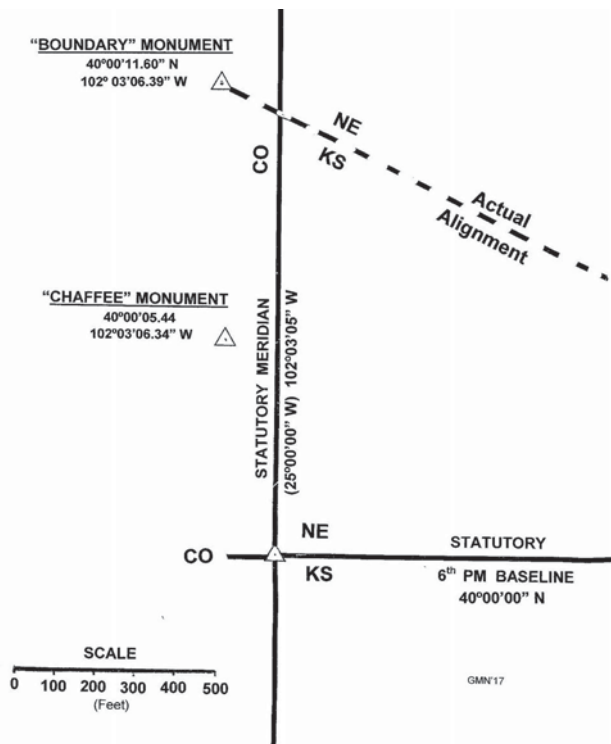 “BOUNDARY” MONUMENT
40º00’11.60” N
102º 03’06.39” W
NE
KS
CO
Actual
Alignment
“CHAFFEE” MONUMENT
40º00’05.44
102º03’06.34” W
STATUTORY MERIDIAN
(25º00’00” W) 102º03’05” W
NE
CO
STATUTORY
KS
6th PM BASELINE
40º00’00” N
SCALE
0 100 200 300 400 500
(Feet)
GMN'17